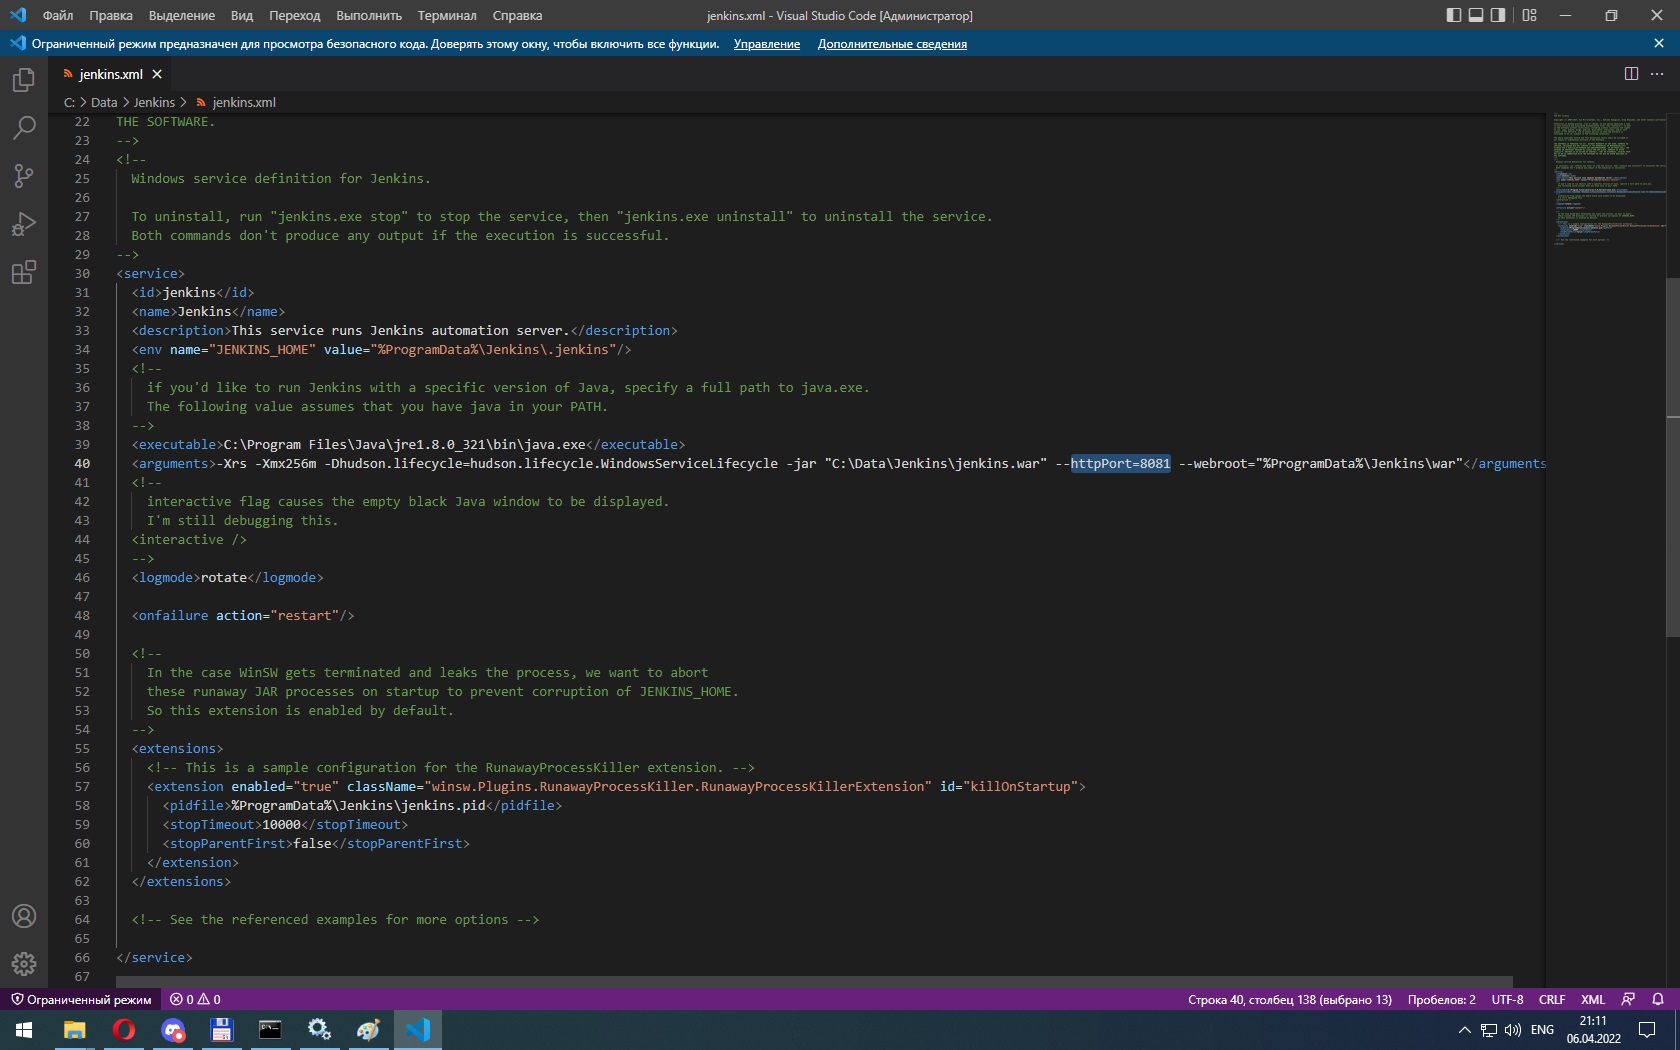 Файл Правка Выделение Вид Переход Выполнить Терминал Справка jenkins.xml - Visual Studio Code [Администратор]
Ограниченный режим предназначен для просмотра безопасного кода. Доверять этому окну, чтобы включить все функции. Управление Дополнительные сведения
jenkins.xml
C: > Data > Jenkins > jenkins.xml
22 THE SOFTWARE.
23 -->
24 <!--
25 Windows service definition for Jenkins.
26
27 To uninstall, run "jenkins.exe stop" to stop the service, then "jenkins.exe uninstall" to uninstall the service.
28 Both commands don't produce any output if the execution is successful.
29 -->
30 <service>
31 <id>jenkins</id>
32 <name>Jenkins</name>
33 <description>This service runs Jenkins automation server.</description>
34 <env name="JENKINS_HOME" value="%ProgramData%\Jenkins\.jenkins"/>
35 <!--
36 if you'd like to run Jenkins with a specific version of Java, specify a full path to java.exe.
37 The following value assumes that you have java in your PATH.
38 -->
39 <executable>C:\Program Files\Java\jre1.8.0_321\bin\java.exe</executable>
40 <arguments>-Xrs -Xmx256m -Dhudson.lifecycle=hudson.lifecycle.WindowsServiceLifecycle -jar "C:\Data\Jenkins\jenkins.war" --httpPort=8081 --webroot="%ProgramData%\Jenkins\war"</arguments
41 <!--
42 interactive flag causes the empty black Java window to be displayed.
43 I'm still debugging this.
44 <interactive />
45 -->
46 <logmode>rotate</logmode>
47
48 <onfailure action="restart"/>
49
50 <!--
51 In the case WinSW gets terminated and leaks the process, we want to abort
52 these runaway JAR processes on startup to prevent corruption of JENKINS_HOME.
53 So this extension is enabled by default.
54 -->
55 <extensions>
56 <!-- This is a sample configuration for the RunawayProcessKiller extension. -->
57 <extension enabled="true" className="winsw.Plugins.RunawayProcessKiller.RunawayProcessKillerExtension" id="killOnStartup">
58 <pidfile>%ProgramData%\Jenkins\jenkins.pid</pidfile>
59 <stopTimeout>10000</stopTimeout>
60 <stopParentFirst>false</stopParentFirst>
61 </extension>
62 </extensions>
63
64 <!-- See the referenced examples for more options -->
65
66 </service>
67
Ограниченный режим 0 0 Строка 40, столбец 138 (выбрано 13) Пробелов: 2 UTF-8 CRLF XML
ENG 21:11
06.04.2022